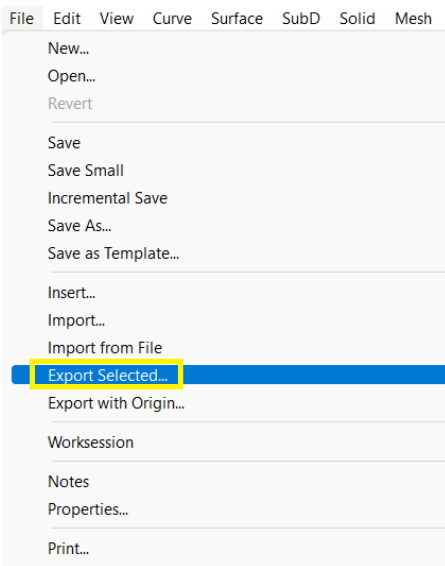 File Edit View Curve Surface SubD Solid Mesh
New...
Open...
Revert
Save
Save Small
Incremental Save
Save As...
Save as Template...
Insert...
Import...
Import from File
Export Selected...
Export with Origin...
Worksession
Notes
Properties...
Print...